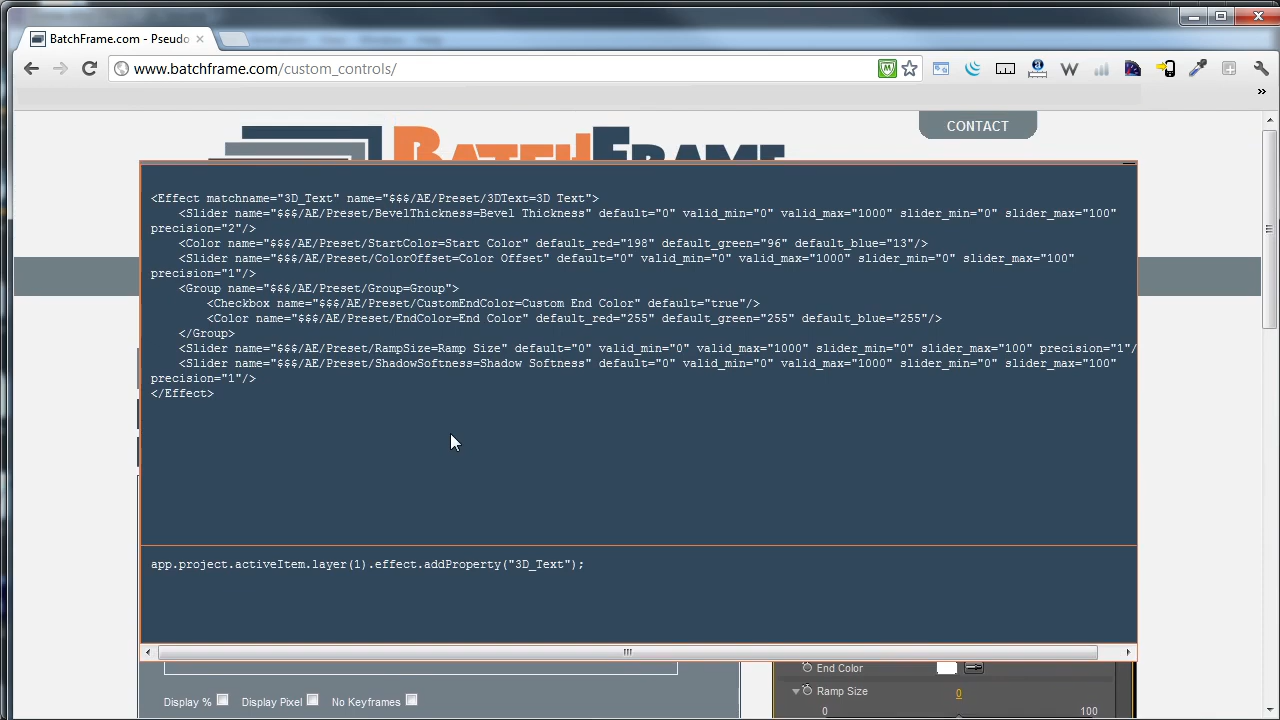 BatchFrame.com - Pseudo
www.batchframe.com/custom_controls/
CONTACT
BATCHFRAME
<Effect matchname="3D_Text" name="$$$/AE/Preset/3DText=3D Text">
<Slider name="$$$/AE/Preset/BevelThickness=Bevel Thickness" default="0" valid_min="0" valid_max="1000" slider_min="0" slider_max="100"
precision="2"/>
<Color name="$$$/AE/Preset/StartColor=Start Color" default_red="198" default_green="96" default_blue="13"/>
<Slider name="$$$/AE/Preset/ColorOffset=Color Offset" default="0" valid_min="0" valid_max="1000" slider_min="0" slider_max="100"
precision="1"/>
<Group name="$$$/AE/Preset/Group=Group">
<Checkbox name="$$$/AE/Preset/CustomEndColor=Custom End Color" default="true"/>
<Color name="$$$/AE/Preset/EndColor=End Color" default_red="255" default_green="255" default_blue="255"/>
</Group>
<Slider name="$$$/AE/Preset/RampSize=Ramp Size" default="0" valid_min="0" valid_max="1000" slider_min="0" slider_max="100" precision="1"/
<Slider name="$$$/AE/Preset/ShadowSoftness=Shadow Softness" default="0" valid_min="0" valid_max="1000" slider_min="0" slider_max="100"
precision="1"/>
</Effect>
app.project.activeItem.layer(1).effect.addProperty("3D_Text");
End Color
Display % Display Pixel No Keyframes
Ramp Size 0
0 100